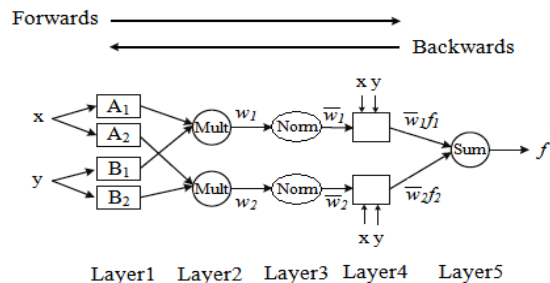 Forwards
Backwards
x y
x A₁ w₁ w̅₁ w̅₁f₁
A₂ Mult Norm
Sum f
y B₁ Mult Norm
B₂ w₂ w̅₂ w̅₂f₂
x y
Layer1 Layer2 Layer3 Layer4 Layer5